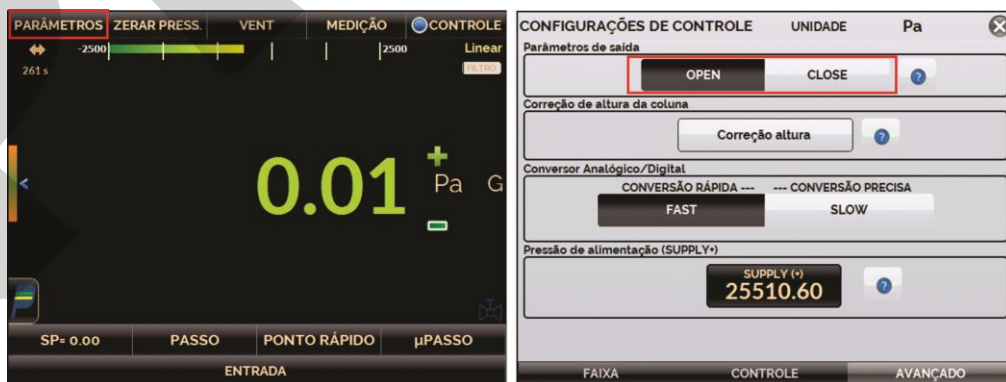 PARÂMETROS ZERAR PRESS. VENT MEDIÇÃO CONTROLE
-2500 2500 Linear
261 s FILTRO
0.01 Pa G
SP= 0.00 PASSO PONTO RÁPIDO µPASSO
ENTRADA
CONFIGURAÇÕES DE CONTROLE UNIDADE Pa
Parâmetros de saída
OPEN CLOSE
Correção de altura da coluna
Correção altura
Conversor Analógico/Digital
CONVERSÃO RÁPIDA --- --- CONVERSÃO PRECISA
FAST SLOW
Pressão de alimentação (SUPPLY+)
SUPPLY (+)
25510.60
FAIXA CONTROLE AVANÇADO